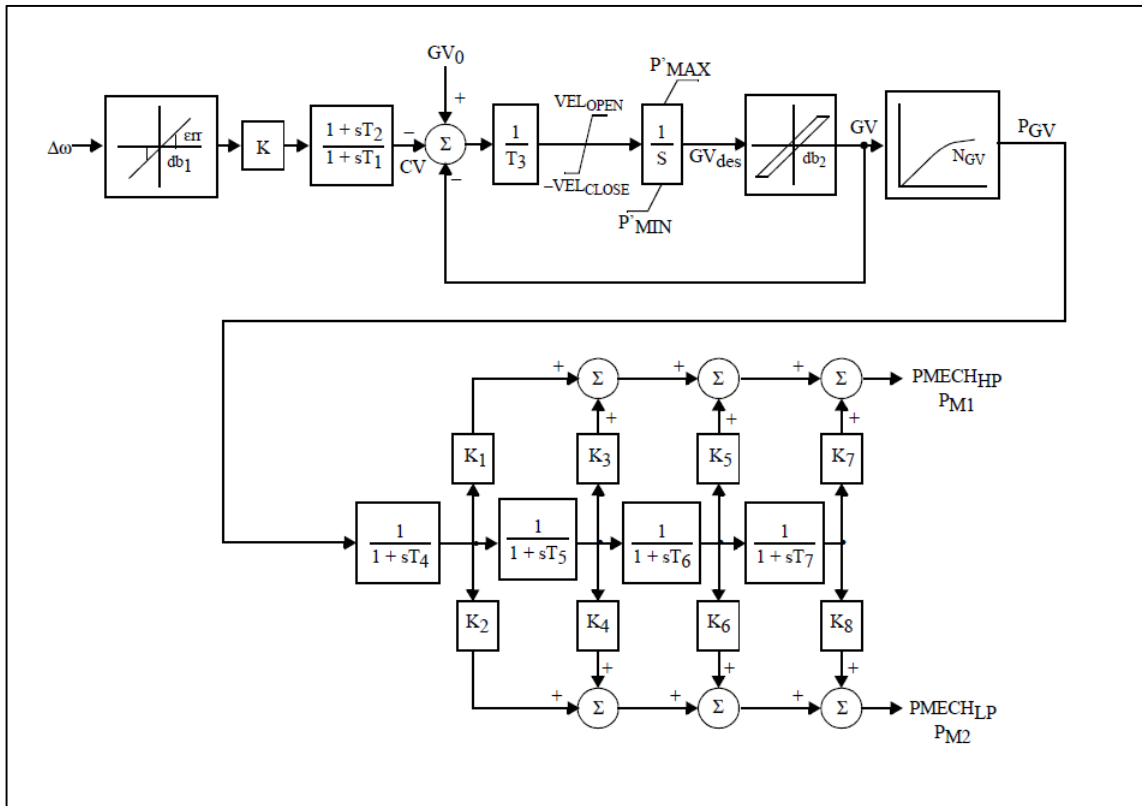 GV₀
P'MAX
VELOPEN
εrr
db₁
Δω
K
1 + sT₂
1 + sT₁
−
CV
+
Σ
−
1
T₃
−VELCLOSE
1
S
P'MIN
GVdes
db₂
GV
NGV
PGV
+
Σ
+
Σ
+
Σ
PMECHHP
PM1
+
+
+
K₁
K₃
K₅
K₇
1
1 + sT₄
1
1 + sT₅
1
1 + sT₆
1
1 + sT₇
K₂
K₄
K₆
K₈
+
+
+
+
Σ
+
Σ
+
Σ
PMECHLP
PM2